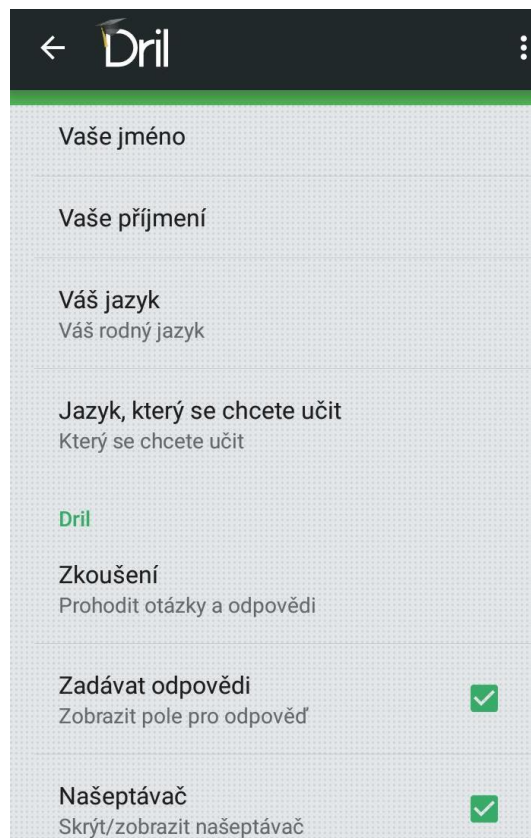 Dril
Vaše jméno
Vaše příjmení
Váš jazyk
Váš rodný jazyk
Jazyk, který se chcete učit
Který se chcete učit
Dril
Zkoušení
Prohodit otázky a odpovědi
Zadávat odpovědi
Zobrazit pole pro odpověď
Našeptávač
Skrýt/zobrazit našeptávač